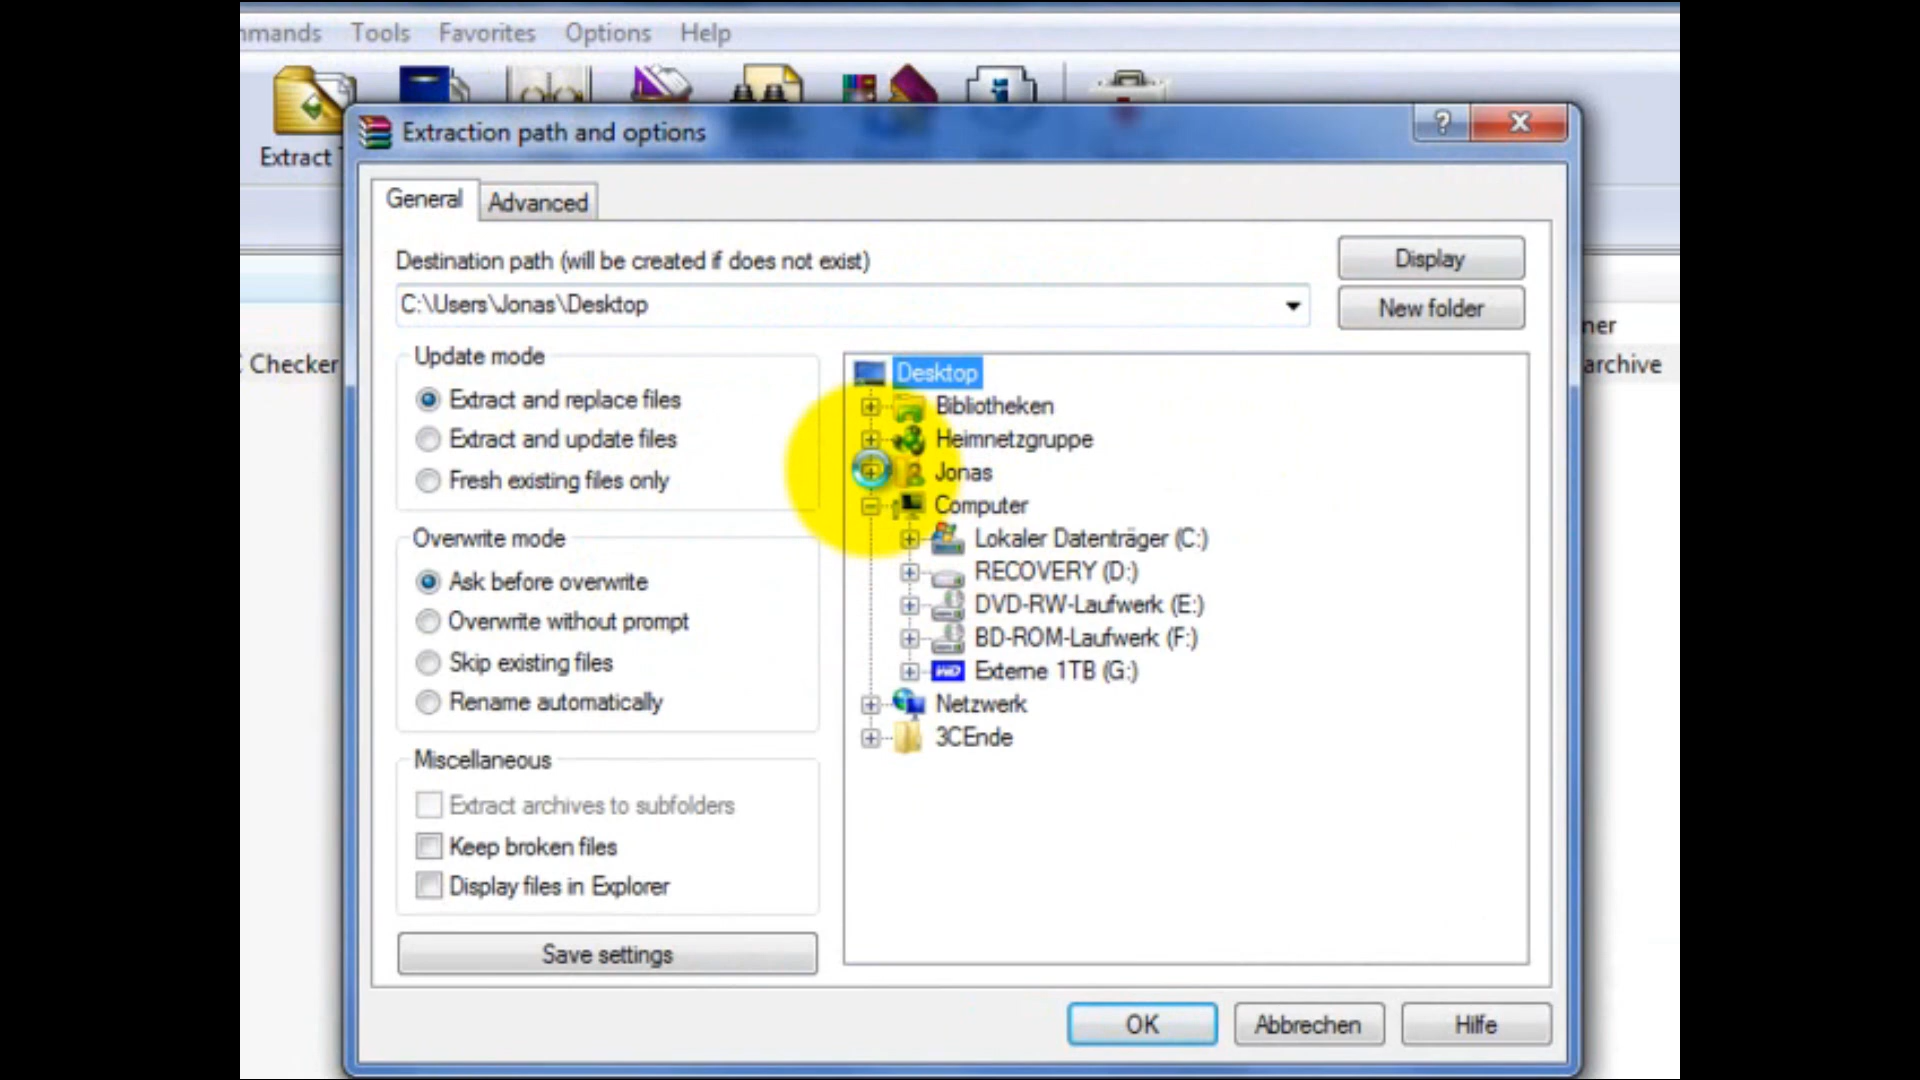 Tools Favorites Options Help
Extract
Extraction path and options
?
General Advanced
Destination path (will be created if does not exist)
Display
C:\Users\Jonas\Desktop
New folder
Checker
archive
Update mode
Extract and replace files
Extract and update files
Fresh existing files only
Overwrite mode
Ask before overwrite
Overwrite without prompt
Skip existing files
Rename automatically
Miscellaneous
Extract archives to subfolders
Keep broken files
Display files in Explorer
Save settings
Desktop
Bibliotheken
Heimnetzgruppe
Jonas
Computer
Lokaler Datenträger (C:)
RECOVERY (D:)
DVD-RW-Laufwerk (E:)
BD-ROM-Laufwerk (F:)
Externe 1TB (G:)
Netzwerk
3CEnde
OK Abbrechen Hilfe